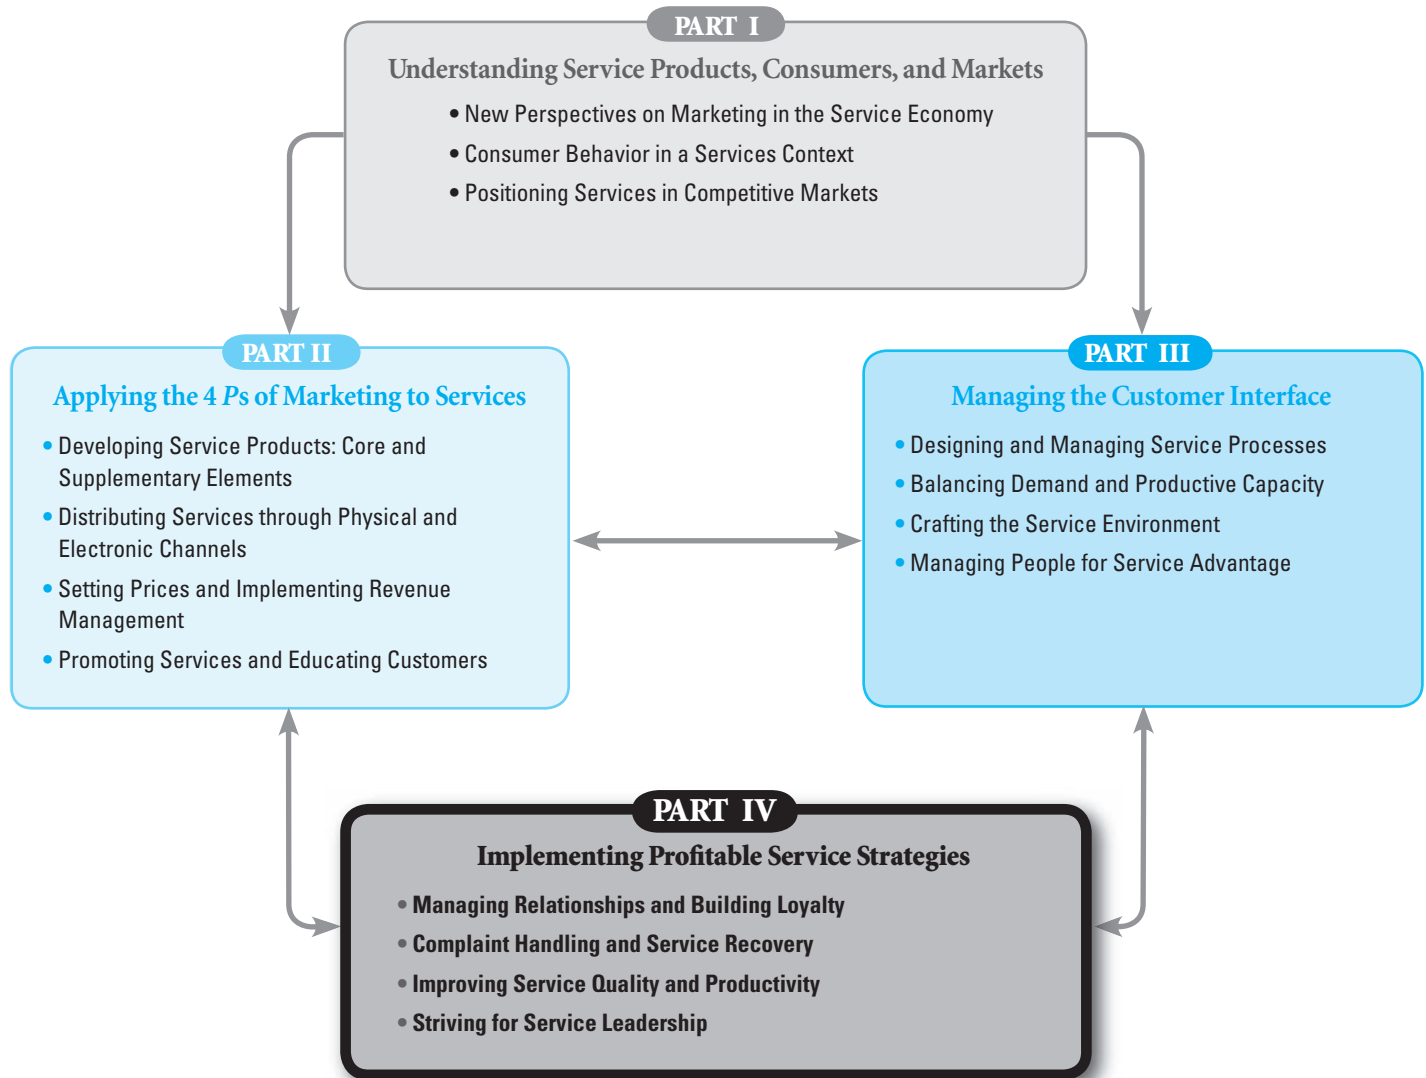 PART I
Understanding Service Products, Consumers, and Markets
• New Perspectives on Marketing in the Service Economy
• Consumer Behavior in a Services Context
• Positioning Services in Competitive Markets
PART II
Applying the 4 Ps of Marketing to Services
• Developing Service Products: Core and
Supplementary Elements
• Distributing Services through Physical and
Electronic Channels
• Setting Prices and Implementing Revenue
Management
• Promoting Services and Educating Customers
PART III
Managing the Customer Interface
• Designing and Managing Service Processes
• Balancing Demand and Productive Capacity
• Crafting the Service Environment
• Managing People for Service Advantage
PART IV
Implementing Profitable Service Strategies
• Managing Relationships and Building Loyalty
• Complaint Handling and Service Recovery
• Improving Service Quality and Productivity
• Striving for Service Leadership